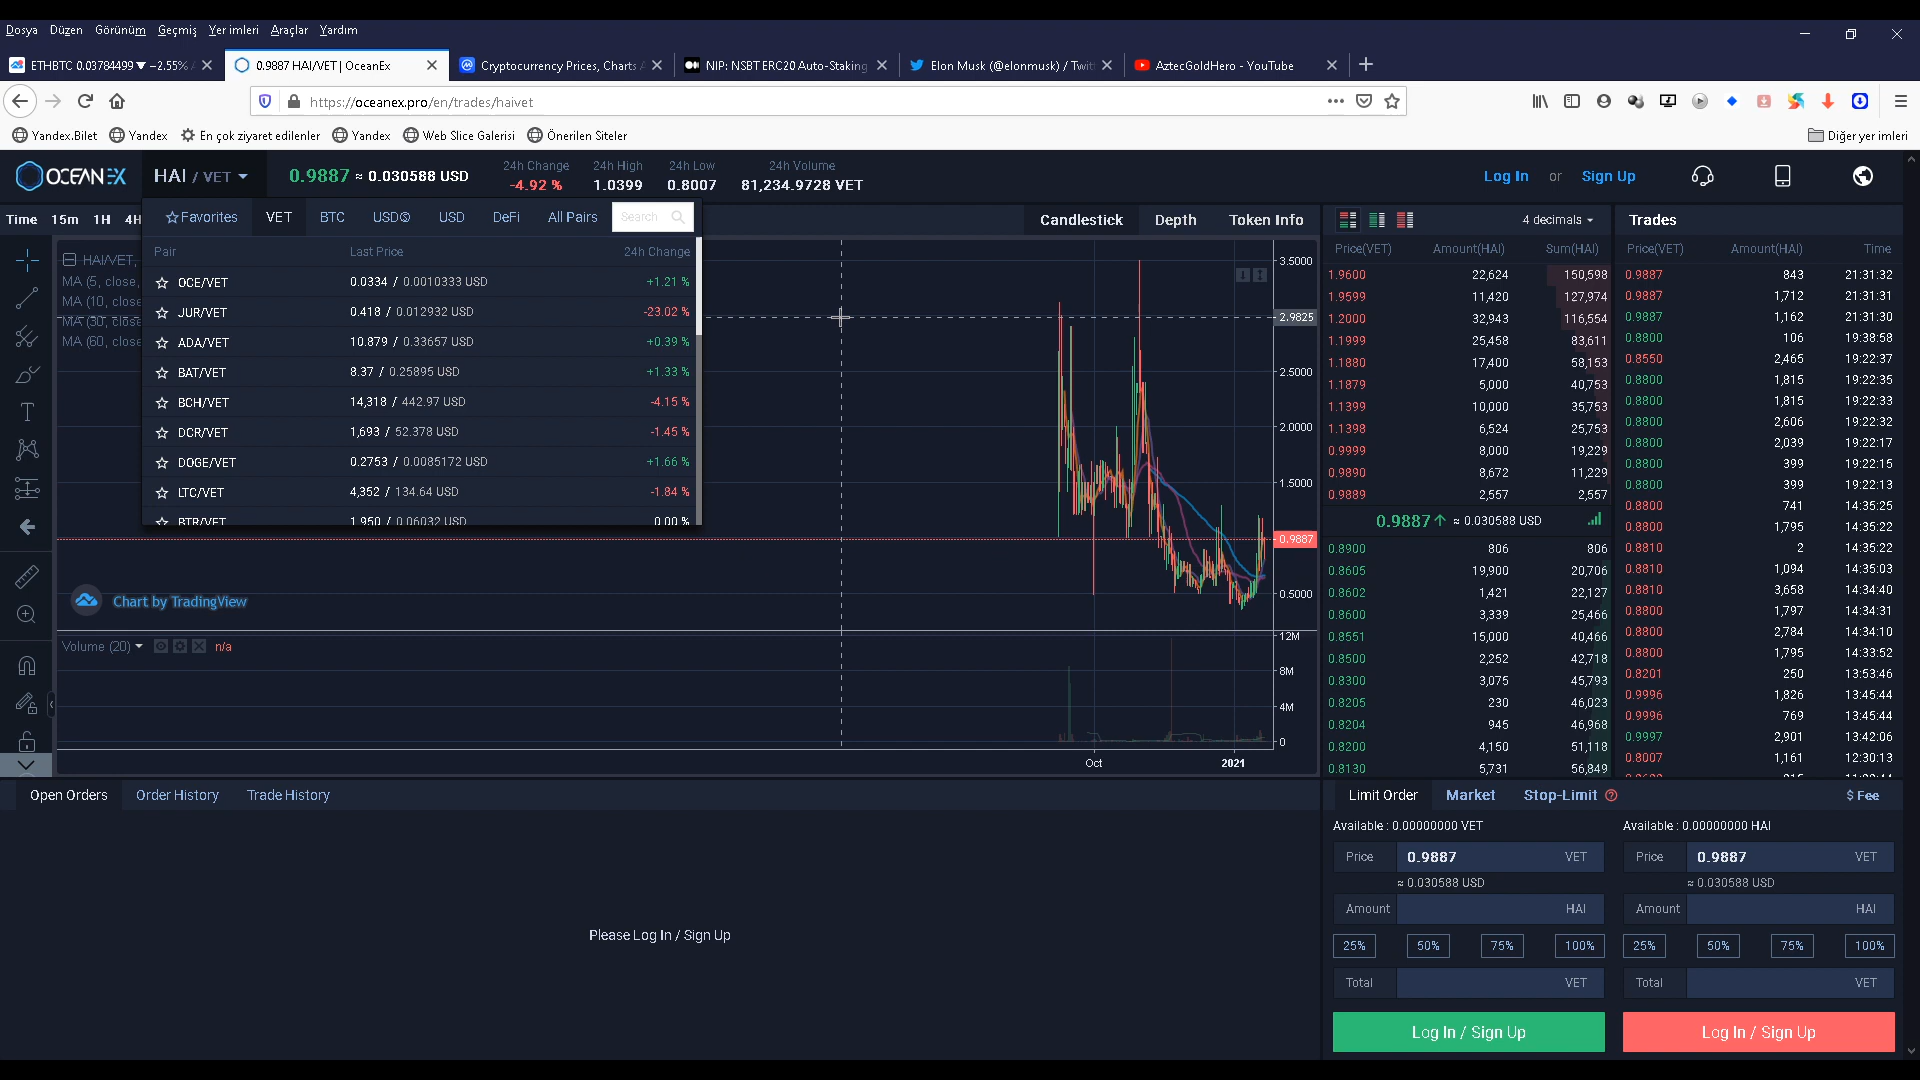 Dosya Düzen Görünüm Geçmiş Yer imleri Araçlar Yardım
ETHBTC 0.03784499 ▼ −2.55%
0.9887 HAI/VET | OceanEx
Cryptocurrency Prices, Charts
NIP: NSBT ERC20 Auto-Staking
Elon Musk (@elonmusk) / Twitt
AztecGoldHero - YouTube
https://oceanex.pro/en/trades/haivet
Yandex.Bilet Yandex En çok ziyaret edilenler Yandex Web Slice Galerisi Önerilen Siteler Diğer yer imleri
OCEANEX HAI / VET
0.9887 ≈ 0.030588 USD
24h Change 24h High 24h Low 24h Volume
-4.92 % 1.0399 0.8007 81,234.9728 VET
Log In or Sign Up
Time 15m 1H 4H
Favorites VET BTC USD USD DeFi All Pairs Search
Pair Last Price 24h Change
OCE/VET 0.0334 / 0.0010333 USD +1.21 %
JUR/VET 0.418 / 0.012932 USD -23.02 %
ADA/VET 10.879 / 0.33657 USD +0.39 %
BAT/VET 8.37 / 0.25895 USD +1.33 %
BCH/VET 14,318 / 442.97 USD -4.15 %
DCR/VET 1,693 / 52.378 USD -1.45 %
DOGE/VET 0.2753 / 0.0085172 USD +1.66 %
LTC/VET 4,352 / 134.64 USD -1.84 %
BTR/VET 1.950 / 0.06032 USD 0.00 %
HAI/VET,
MA (5, close,
MA (10, close
MA (30, close
MA (60, close
Candlestick Depth Token Info
3.5000
2.9825
2.5000
2.0000
1.5000
0.9887
0.5000
Chart by TradingView
Volume (20) n/a
12M
8M
4M
0
Oct 2021
4 decimals
Price(VET) Amount(HAI) Sum(HAI)
1.9600 22,624 150,598
1.9599 11,420 127,974
1.2000 32,943 116,554
1.1999 25,458 83,611
1.1880 17,400 58,153
1.1879 5,000 40,753
1.1399 10,000 35,753
1.1398 6,524 25,753
0.9999 8,000 19,229
0.9890 8,672 11,229
0.9889 2,557 2,557
0.9887 ↑ ≈ 0.030588 USD
0.8900 806 806
0.8605 19,900 20,706
0.8602 1,421 22,127
0.8600 3,339 25,466
0.8551 15,000 40,466
0.8500 2,252 42,718
0.8300 3,075 45,793
0.8205 230 46,023
0.8204 945 46,968
0.8200 4,150 51,118
0.8130 5,731 56,849
Trades
Price(VET) Amount(HAI) Time
0.9887 843 21:31:32
0.9887 1,712 21:31:31
0.9887 1,162 21:31:30
0.8800 106 19:38:58
0.8550 2,465 19:22:37
0.8800 1,815 19:22:35
0.8800 1,815 19:22:33
0.8800 2,606 19:22:32
0.8800 2,039 19:22:17
0.8800 399 19:22:15
0.8800 399 19:22:13
0.8800 741 14:35:25
0.8800 1,795 14:35:22
0.8810 2 14:35:22
0.8810 1,094 14:35:03
0.8810 3,658 14:34:40
0.8800 1,797 14:34:31
0.8800 2,784 14:34:10
0.8800 1,795 14:33:52
0.8201 250 13:53:46
0.9996 1,826 13:45:44
0.9996 769 13:45:44
0.9997 2,901 13:42:06
0.8007 1,161 12:30:13
Open Orders Order History Trade History
Please Log In / Sign Up
Limit Order Market Stop-Limit $ Fee
Available : 0.00000000 VET
Price 0.9887 VET
≈ 0.030588 USD
Amount HAI
25% 50% 75% 100%
Total VET
Log In / Sign Up
Available : 0.00000000 HAI
Price 0.9887 VET
≈ 0.030588 USD
Amount HAI
25% 50% 75% 100%
Total VET
Log In / Sign Up